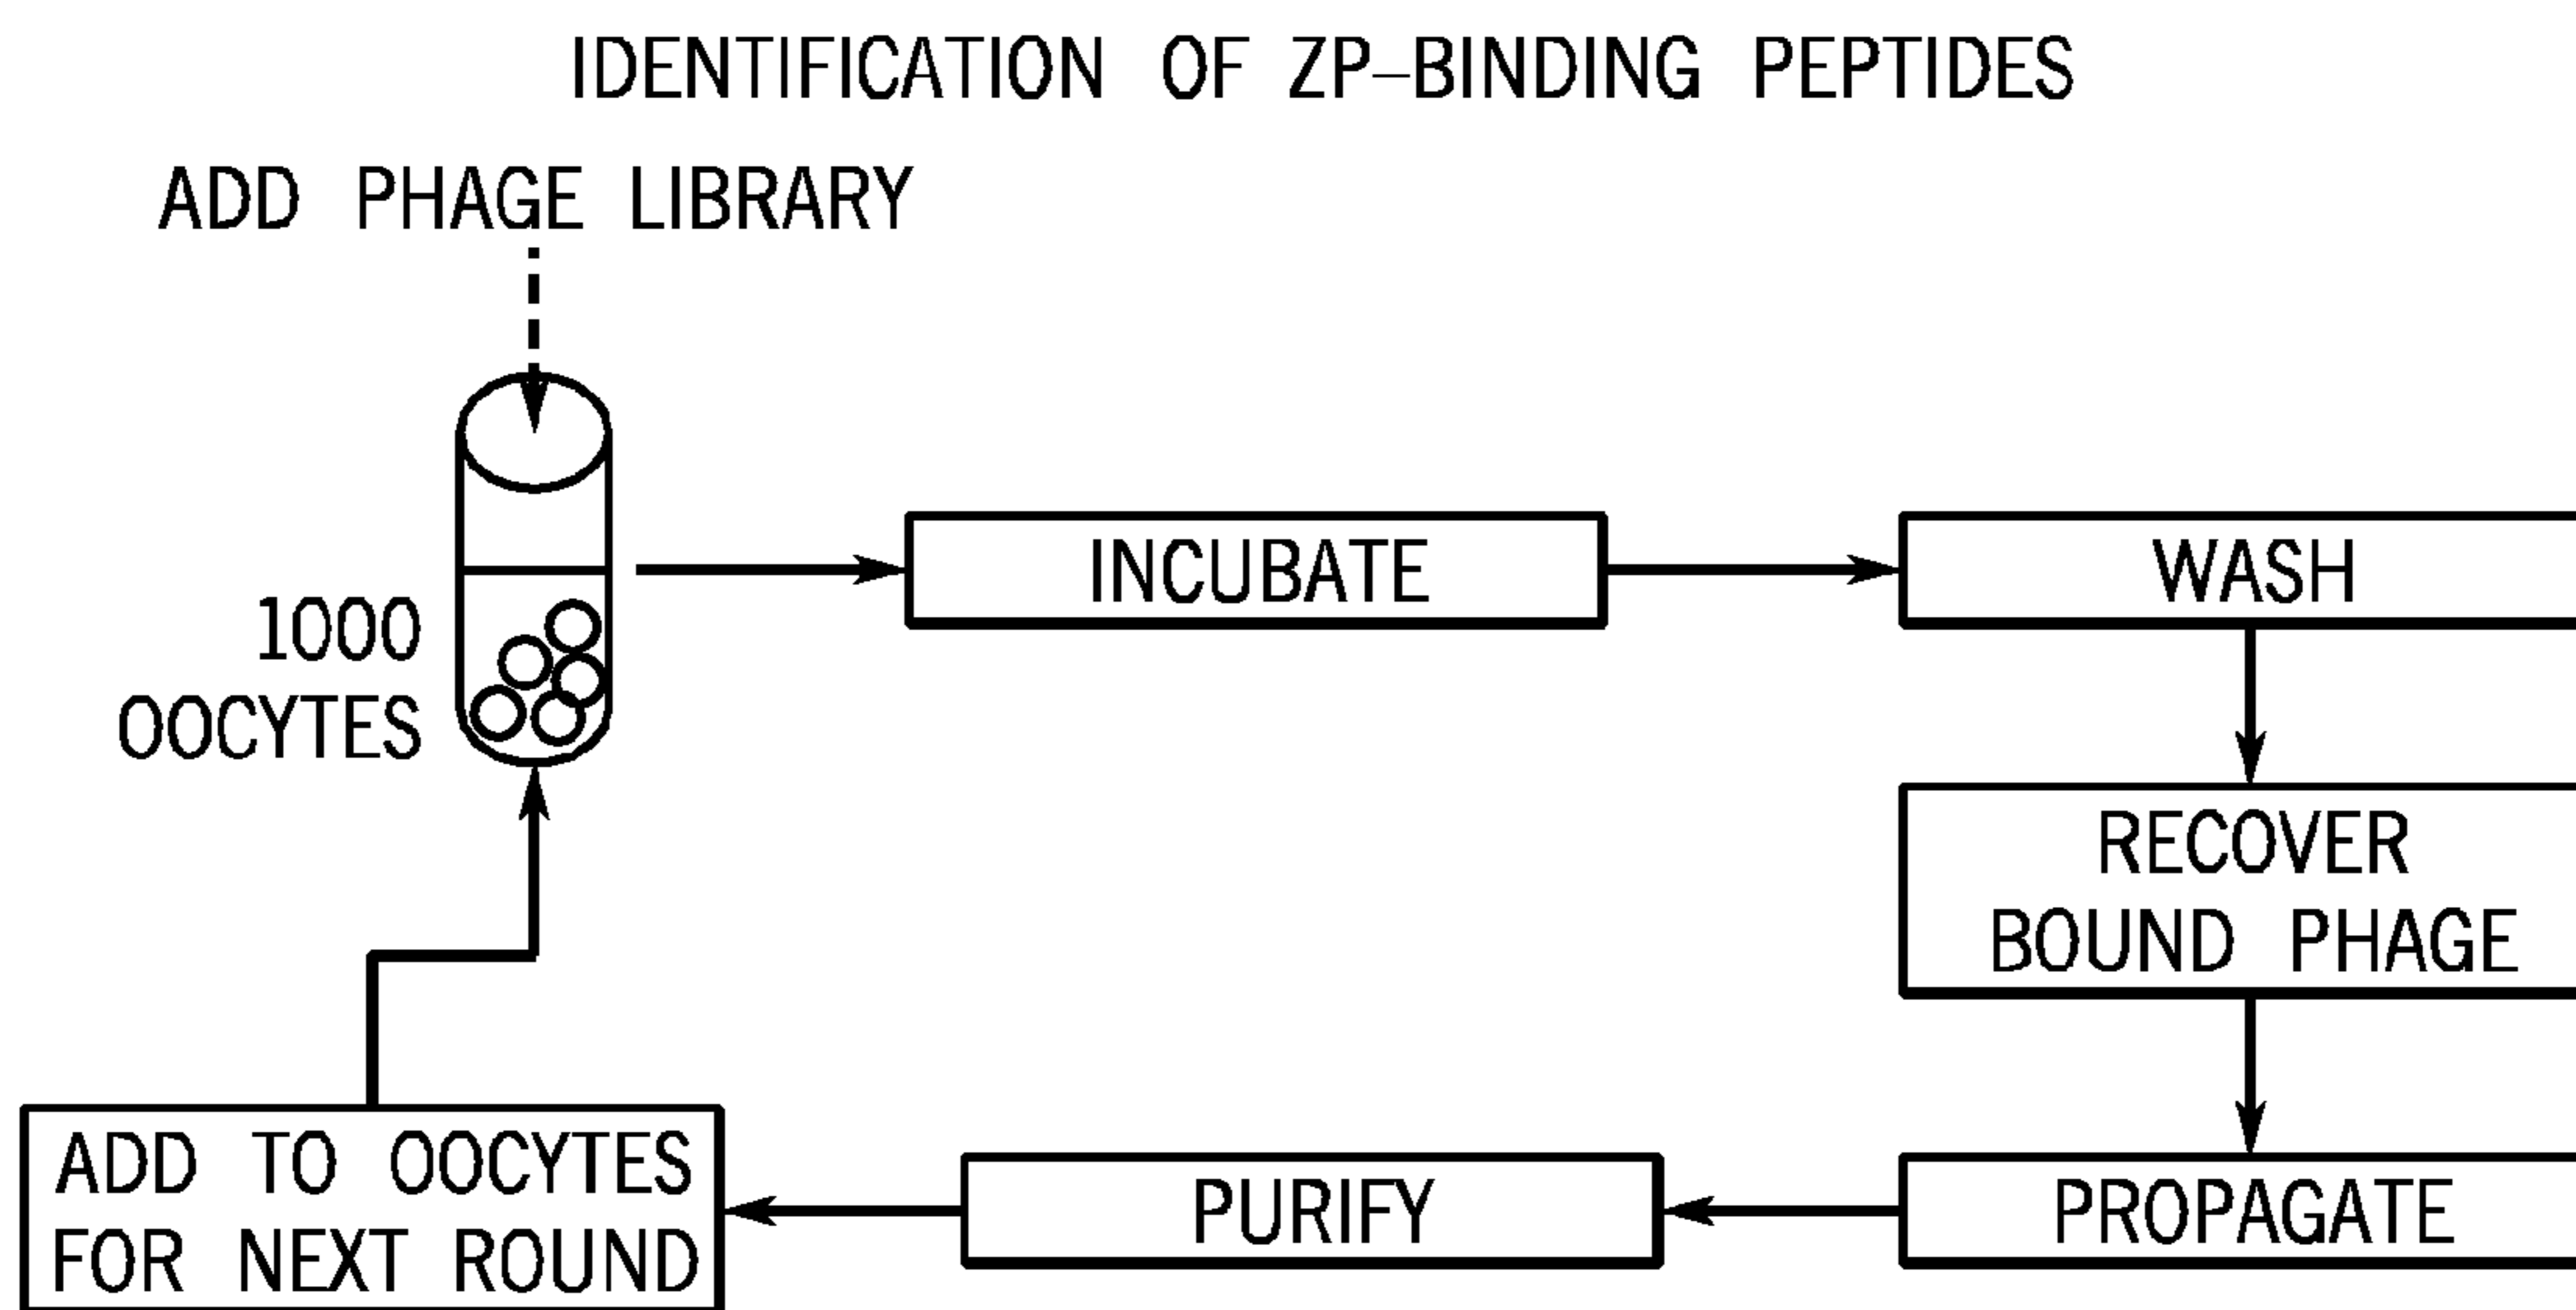 IDENTIFICATION OF ZP–BINDING PEPTIDES
ADD PHAGE LIBRARY
1000
OOCYTES
INCUBATE
WASH
RECOVER
BOUND PHAGE
PROPAGATE
PURIFY
ADD TO OOCYTES
FOR NEXT ROUND